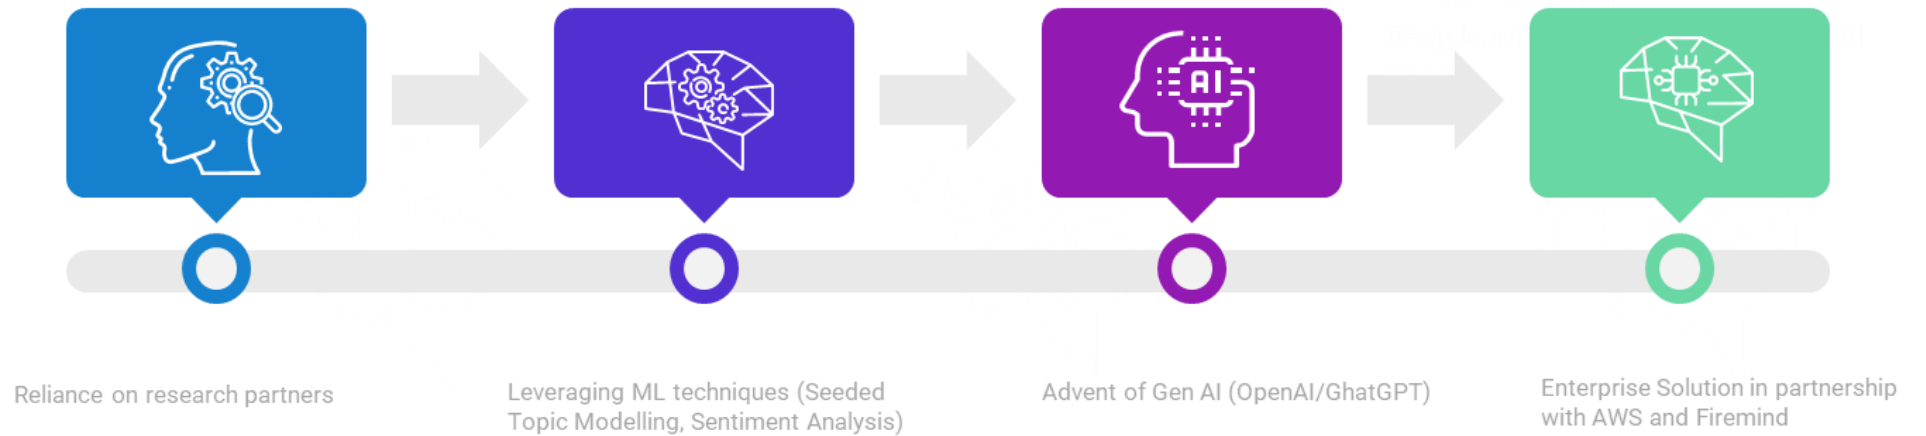 AI
Reliance on research partners
Leveraging ML techniques (Seeded
Topic Modelling, Sentiment Analysis)
Advent of Gen AI (OpenAI/GhatGPT)
Enterprise Solution in partnership
with AWS and Firemind